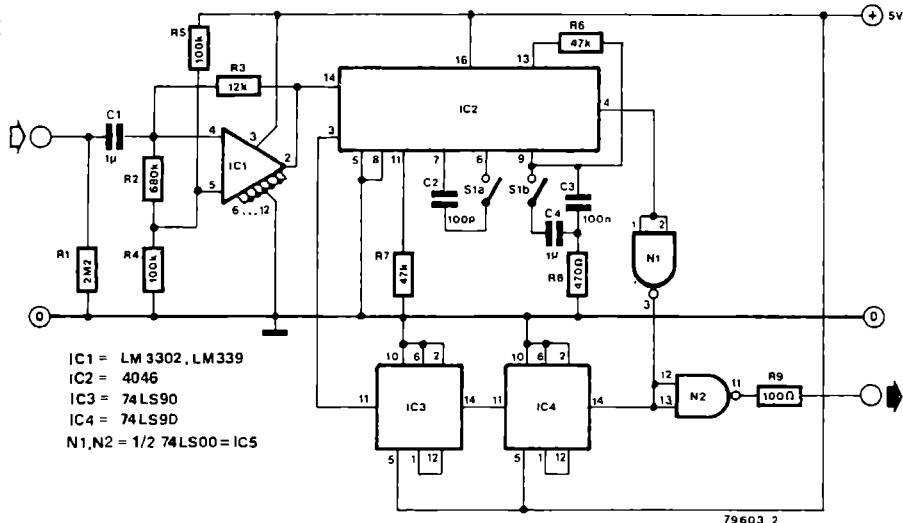 5V
R5
100k
R3
12k
R6
47k
16
13
14
IC2
4
C1
1µ
4
3
IC1
2
5
6...12
R2
680k
3
5
8
11
7
6
9
C2
100p
S1a
S1b
C3
100n
C4
1µ
1
2
N1
3
R1
2M2
R4
100k
R7
47k
R6
470Ω
0
0
IC1 = LM 3302, LM339
IC2 = 4046
IC3 = 74LS90
IC4 = 74LS90
N1,N2 = 1/2 74LS00 = IC5
10
6
2
11
IC3
14
5
1
12
10
6
2
11
IC4
14
5
1
12
12
13
N2
11
R9
100Ω
79603 2